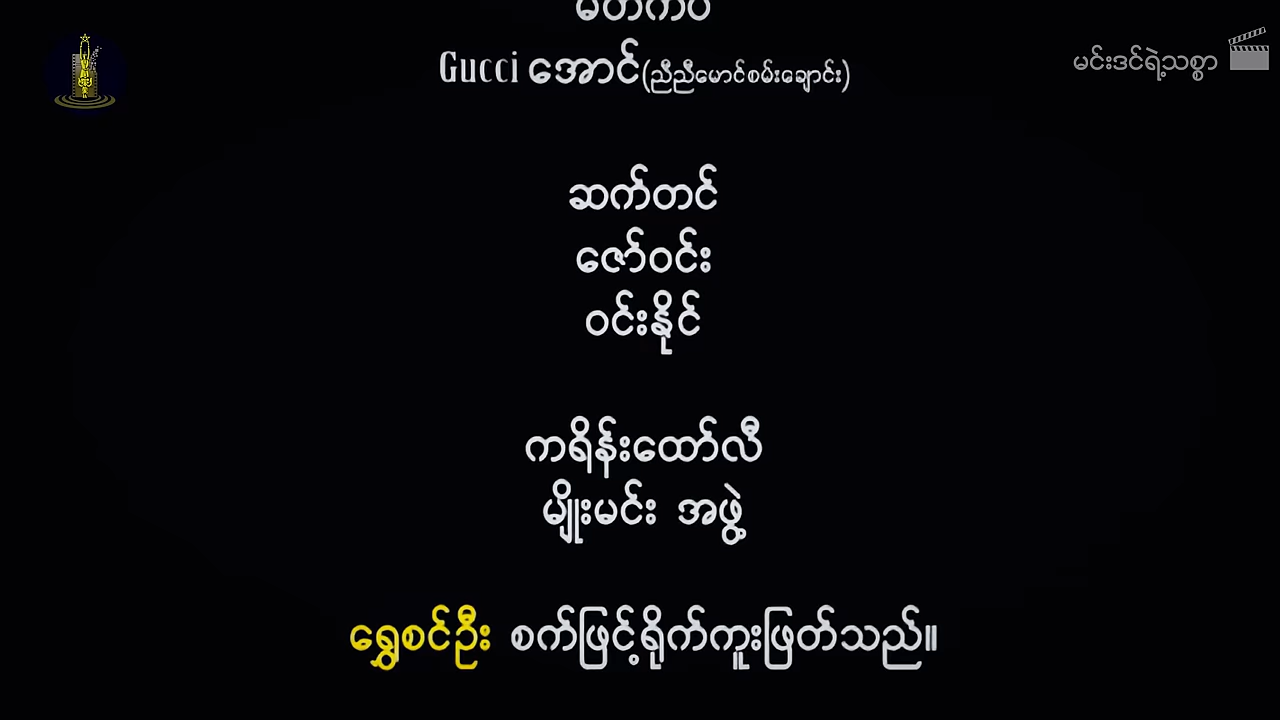 မင်းဒင်ရဲ့သစ္စာ
Gucci အောင်(ညီညီမောင်စမ်းချောင်း)
ဆက်တင်
ဇော်ဝင်း
ဝင်းနိုင်
ကရိန်းထော်လီ
မျိုးမင်း အဖွဲ့
ရွှေစင်ဦး စက်ဖြင့်ရိုက်ကူးဖြတ်သည်။